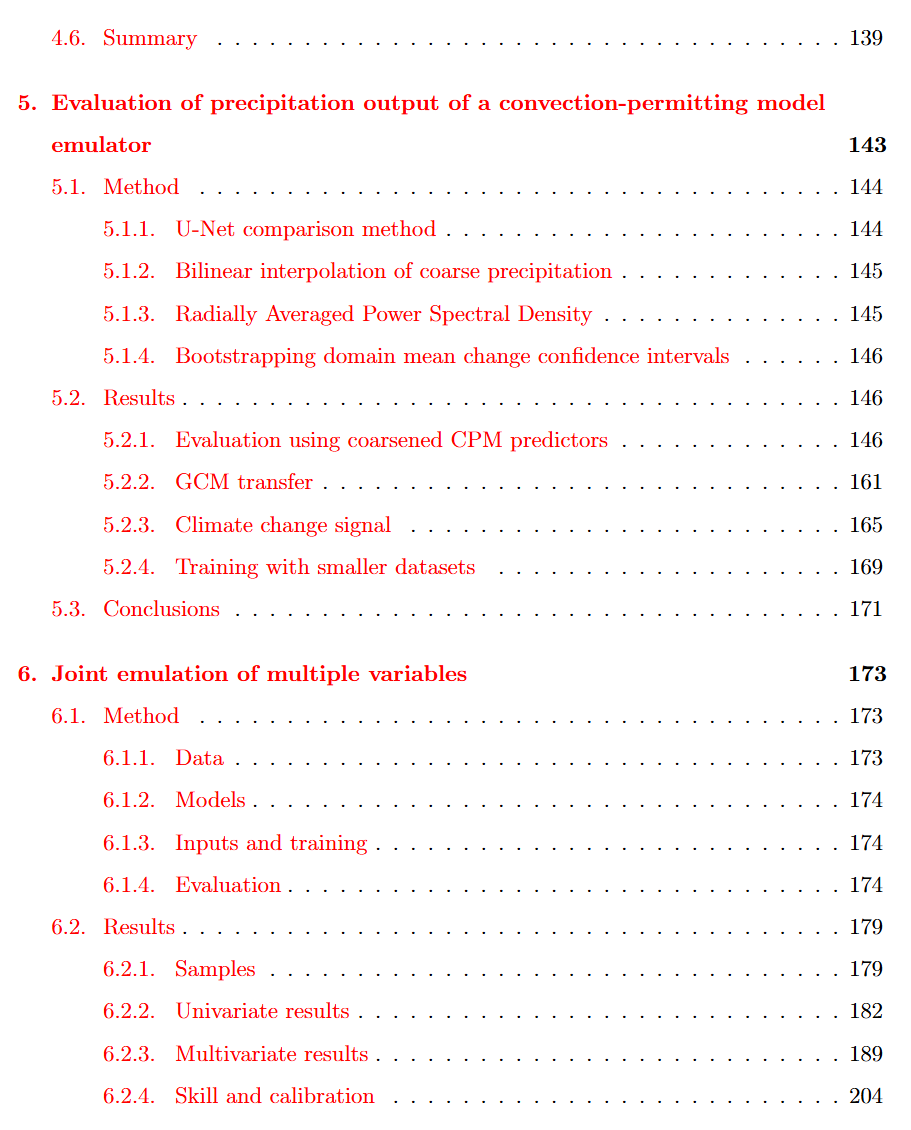 4.6. Summary . . . . . . . . . . . . . . . . . . . . . . . . . . . . . . . . . . . . 139
5. Evaluation of precipitation output of a convection-permitting model
emulator 143
5.1. Method . . . . . . . . . . . . . . . . . . . . . . . . . . . . . . . . . . . . . 144
5.1.1. U-Net comparison method . . . . . . . . . . . . . . . . . . . . . . . 144
5.1.2. Bilinear interpolation of coarse precipitation . . . . . . . . . . . . . 145
5.1.3. Radially Averaged Power Spectral Density . . . . . . . . . . . . . . 145
5.1.4. Bootstrapping domain mean change confidence intervals . . . . . . 146
5.2. Results . . . . . . . . . . . . . . . . . . . . . . . . . . . . . . . . . . . . . . 146
5.2.1. Evaluation using coarsened CPM predictors . . . . . . . . . . . . . 146
5.2.2. GCM transfer . . . . . . . . . . . . . . . . . . . . . . . . . . . . . . 161
5.2.3. Climate change signal . . . . . . . . . . . . . . . . . . . . . . . . . 165
5.2.4. Training with smaller datasets . . . . . . . . . . . . . . . . . . . . 169
5.3. Conclusions . . . . . . . . . . . . . . . . . . . . . . . . . . . . . . . . . . . 171
6. Joint emulation of multiple variables 173
6.1. Method . . . . . . . . . . . . . . . . . . . . . . . . . . . . . . . . . . . . . 173
6.1.1. Data . . . . . . . . . . . . . . . . . . . . . . . . . . . . . . . . . . . 173
6.1.2. Models . . . . . . . . . . . . . . . . . . . . . . . . . . . . . . . . . . 174
6.1.3. Inputs and training . . . . . . . . . . . . . . . . . . . . . . . . . . . 174
6.1.4. Evaluation . . . . . . . . . . . . . . . . . . . . . . . . . . . . . . . . 174
6.2. Results . . . . . . . . . . . . . . . . . . . . . . . . . . . . . . . . . . . . . . 179
6.2.1. Samples . . . . . . . . . . . . . . . . . . . . . . . . . . . . . . . . . 179
6.2.2. Univariate results . . . . . . . . . . . . . . . . . . . . . . . . . . . . 182
6.2.3. Multivariate results . . . . . . . . . . . . . . . . . . . . . . . . . . . 189
6.2.4. Skill and calibration . . . . . . . . . . . . . . . . . . . . . . . . . . 204